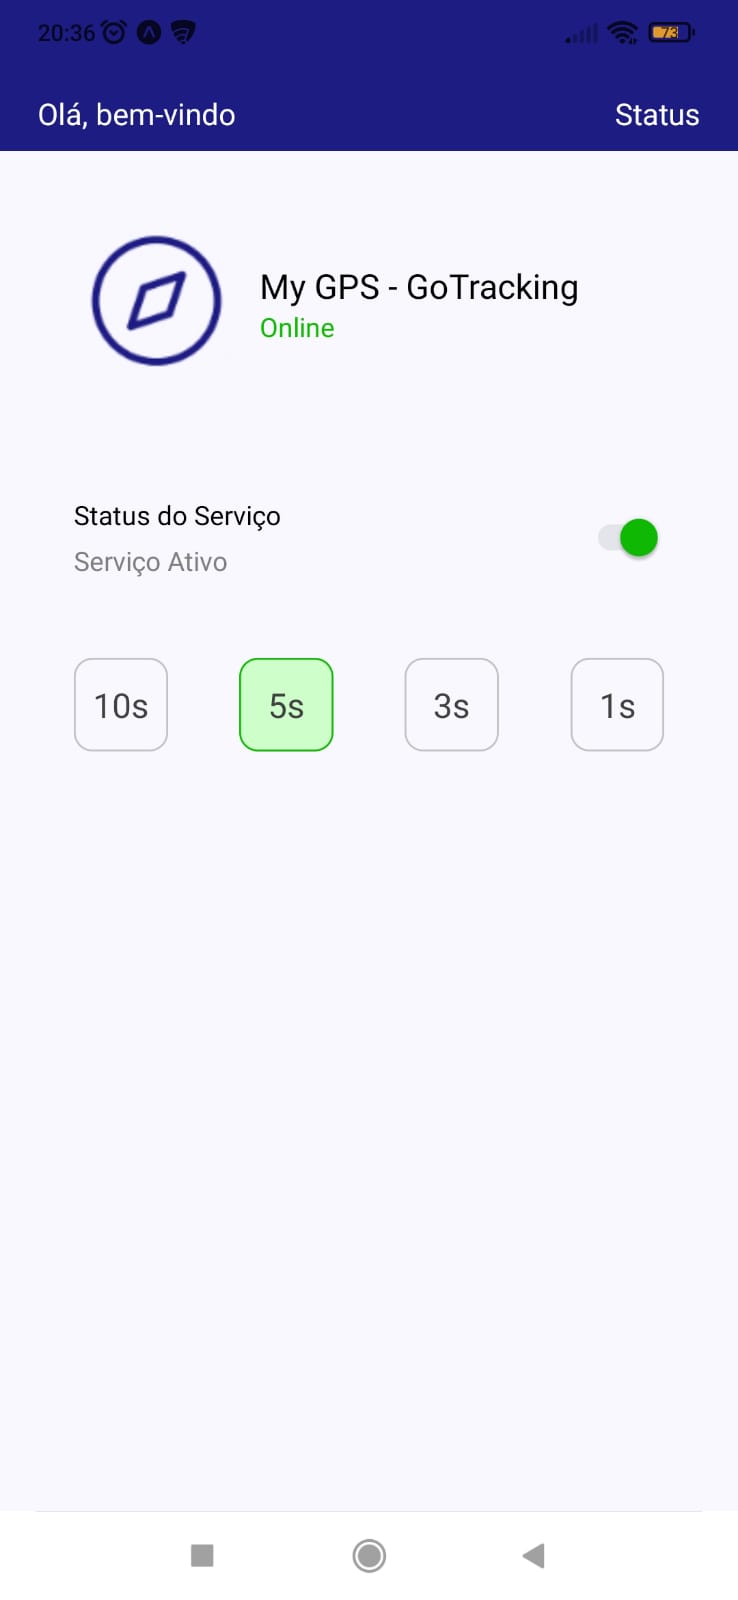 20:36 73
Olá, bem-vindo Status
My GPS - GoTracking
Online
Status do Serviço
Serviço Ativo
10s 5s 3s 1s